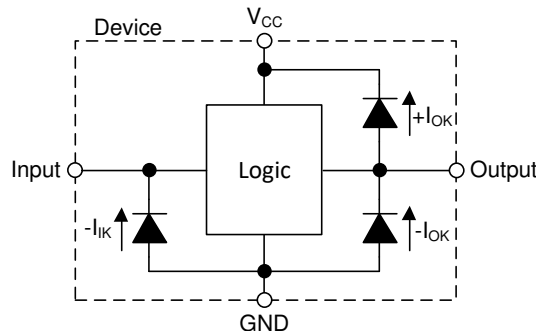 Device
V_CC
+I_OK
Input
Logic
Output
-I_IK
-I_OK
GND